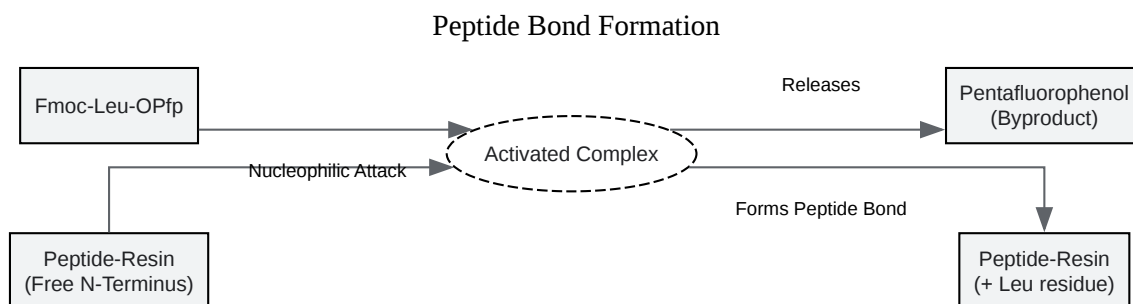 Peptide Bond Formation
Fmoc-Leu-OPfp
Releases
Pentafluorophenol
(Byproduct)
Activated Complex
Nucleophilic Attack
Forms Peptide Bond
Peptide-Resin
(Free N-Terminus)
Peptide-Resin
(+ Leu residue)